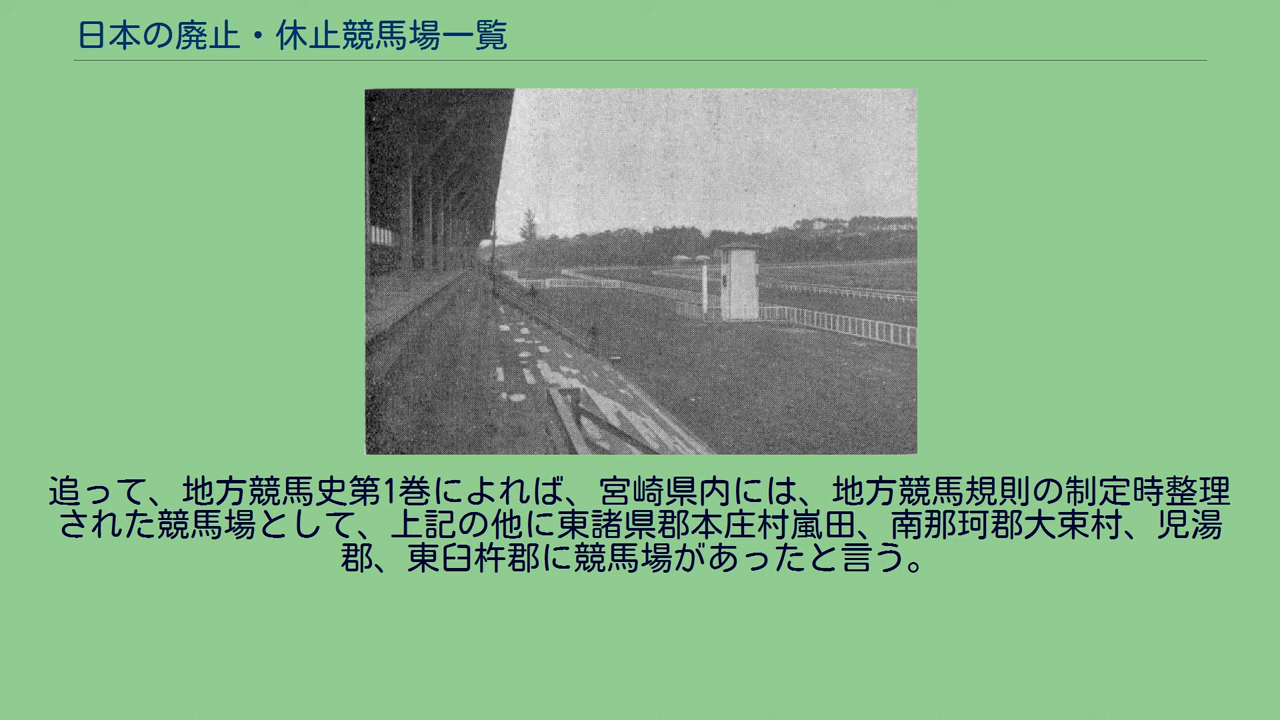 日本の廃止・休止競馬場一覧
追って、地方競馬史第1巻によれば、宮崎県内には、地方競馬規則の制定時整理
された競馬場として、上記の他に東諸県郡本庄村嵐田、南那珂郡大束村、児湯
郡、東臼杵郡に競馬場があったと言う。